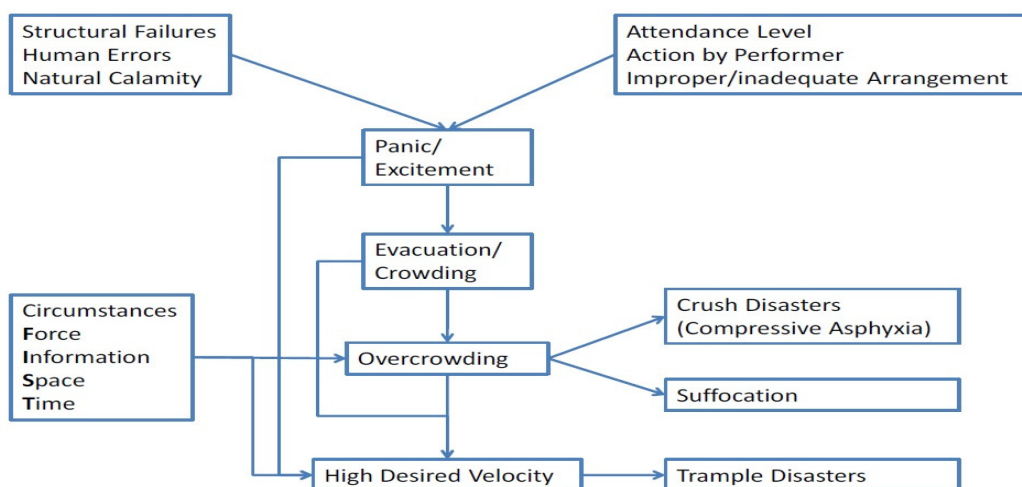 Structural Failures
Human Errors
Natural Calamity
Attendance Level
Action by Performer
Improper/inadequate Arrangement
Panic/
Excitement
Evacuation/
Crowding
Circumstances
Force
Information
Space
Time
Overcrowding
Crush Disasters
(Compressive Asphyxia)
Suffocation
High Desired Velocity
Trample Disasters